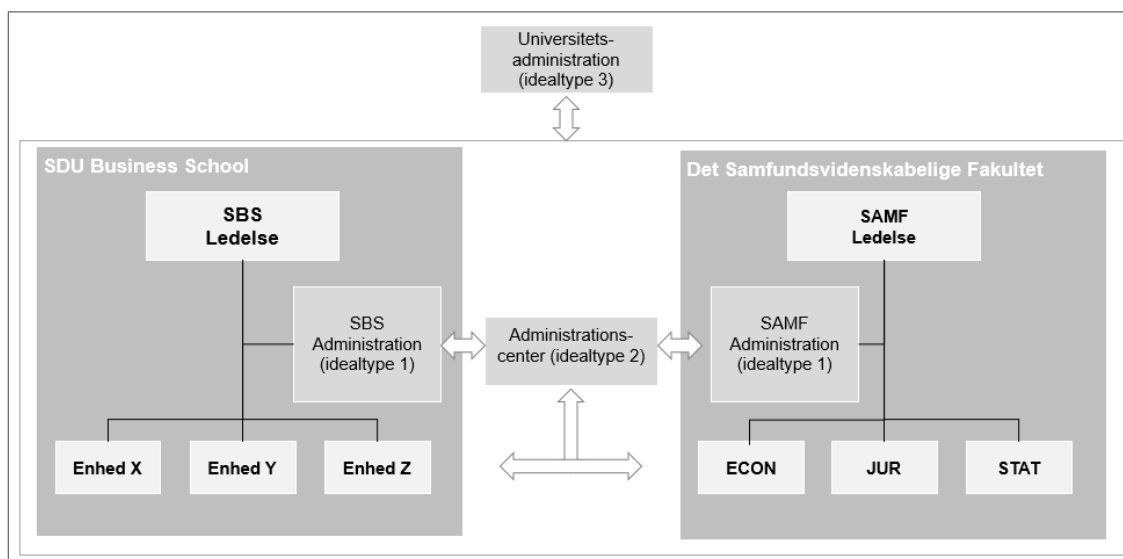 Universitets-
administration
(idealtype 3)
SDU Business School
SBS
Ledelse
SBS
Administration
(idealtype 1)
Enhed X
Enhed Y
Enhed Z
Administrations-
center (idealtype 2)
Det Samfundsvidenskabelige Fakultet
SAMF
Ledelse
SAMF
Administration
(idealtype 1)
ECON
JUR
STAT